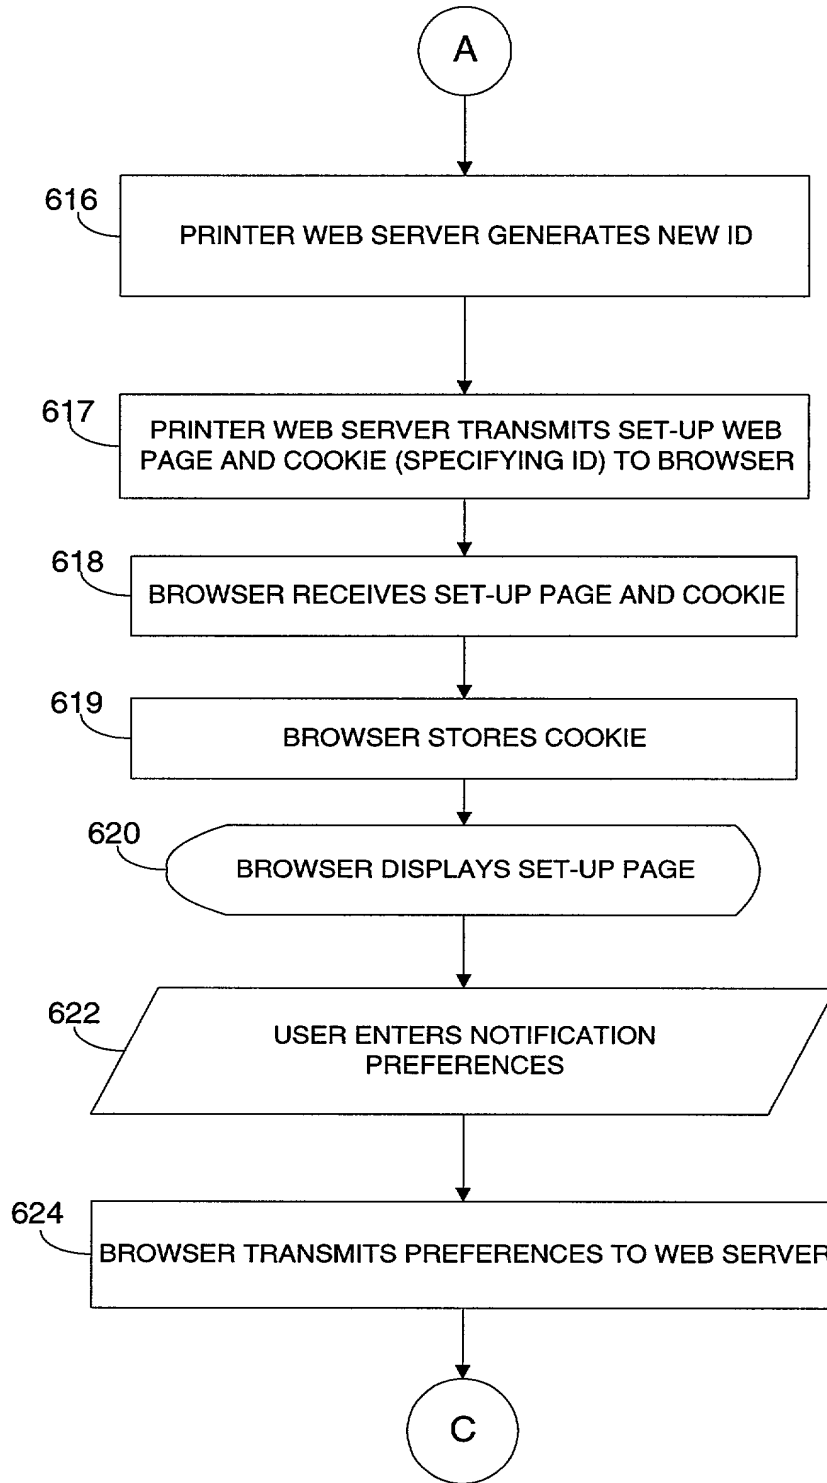 A
616
PRINTER WEB SERVER GENERATES NEW ID
617
PRINTER WEB SERVER TRANSMITS SET-UP WEB
PAGE AND COOKIE (SPECIFYING ID) TO BROWSER
618
BROWSER RECEIVES SET-UP PAGE AND COOKIE
619
BROWSER STORES COOKIE
620
BROWSER DISPLAYS SET-UP PAGE
622
USER ENTERS NOTIFICATION
PREFERENCES
624
BROWSER TRANSMITS PREFERENCES TO WEB SERVER
C